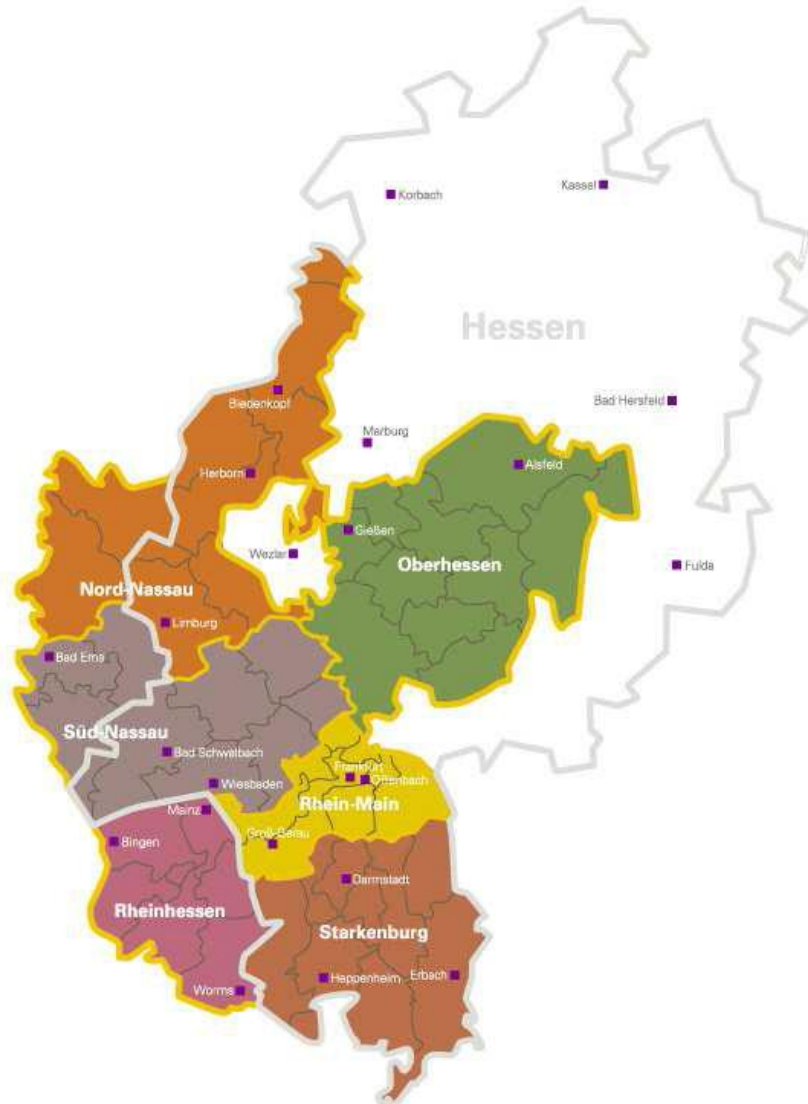 Kassel
Korbach
Hessen
Biedenkopf
Bad Hersfeld
Marburg
Alsfeld
Herborn
Gießen
Wezlar
Oberhessen
Fulda
Nord-Nassau
Limburg
Bad Ems
Süd-Nassau
Bad Schwalbach
Frankfurt
Offenbach
Wiesbaden
Rhein-Main
Mainz
Bingen
Groß-Gerau
Darmstadt
Rheinhessen
Starkenburg
Heppenheim
Erbach
Worms